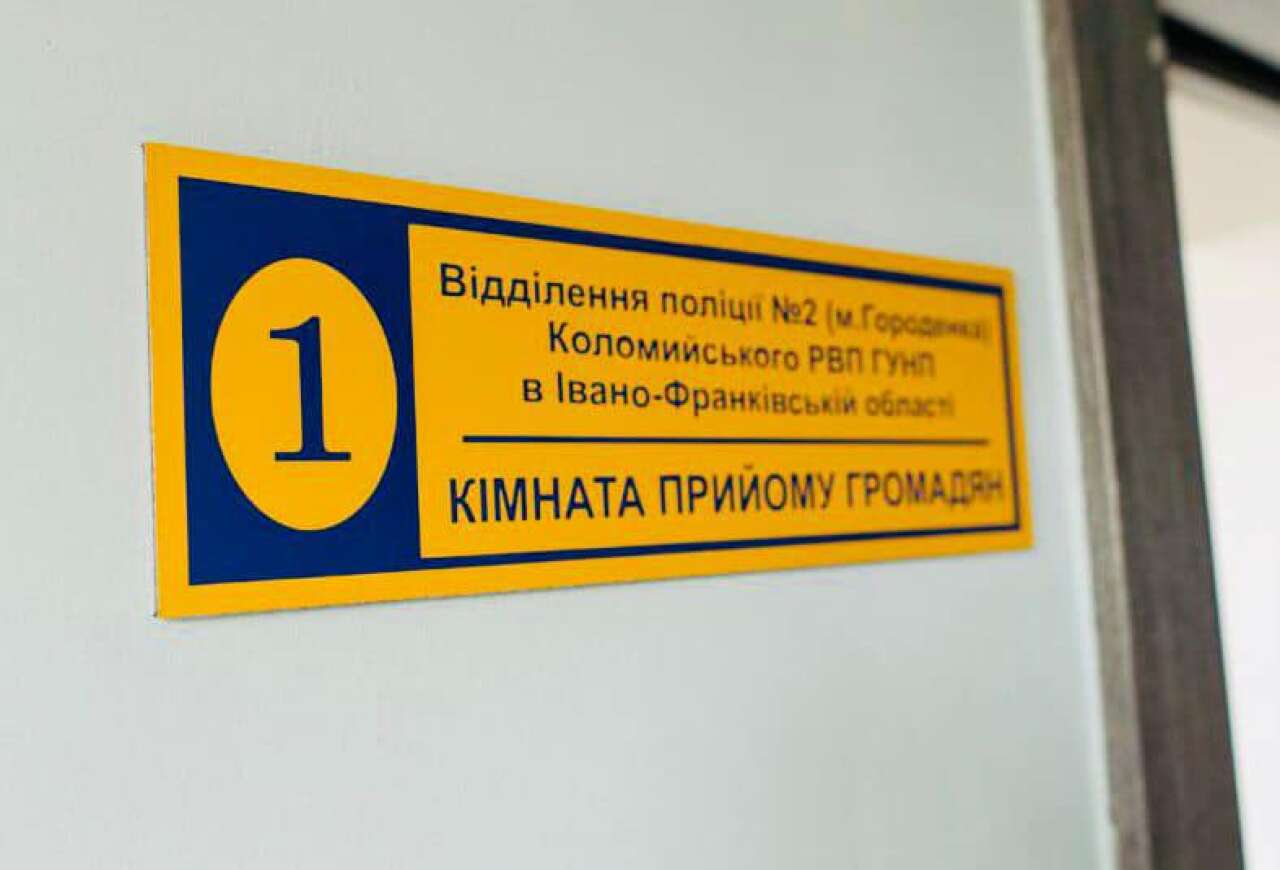 1
Відділення поліції №2 (м.Городенка)
Коломийського РВП ГУНП
в Івано-Франківській області
КІМНАТА ПРИЙОМУ ГРОМАДЯН